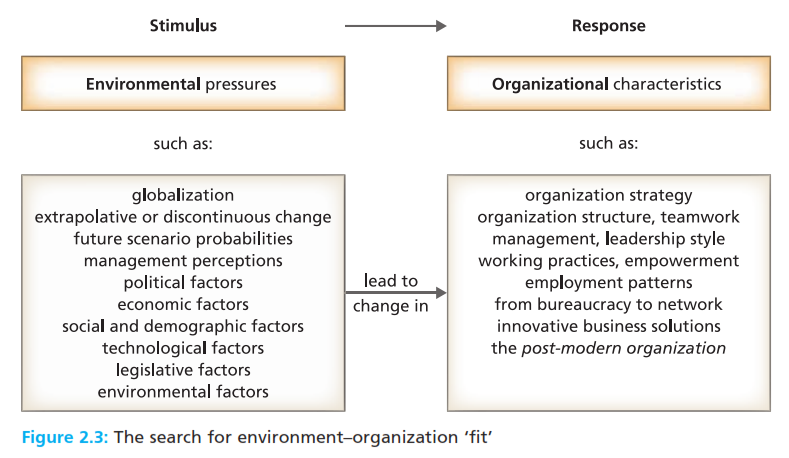 Stimulus
Response
Environmental pressures
Organizational characteristics
such as:
such as:
globalization
extrapolative or discontinuous change
future scenario probabilities
management perceptions
political factors
economic factors
social and demographic factors
technological factors
legislative factors
environmental factors
lead to
change in
organization strategy
organization structure, teamwork
management, leadership style
working practices, empowerment
employment patterns
from bureaucracy to network
innovative business solutions
the post-modern organization
Figure 2.3: The search for environment–organization ‘fit’